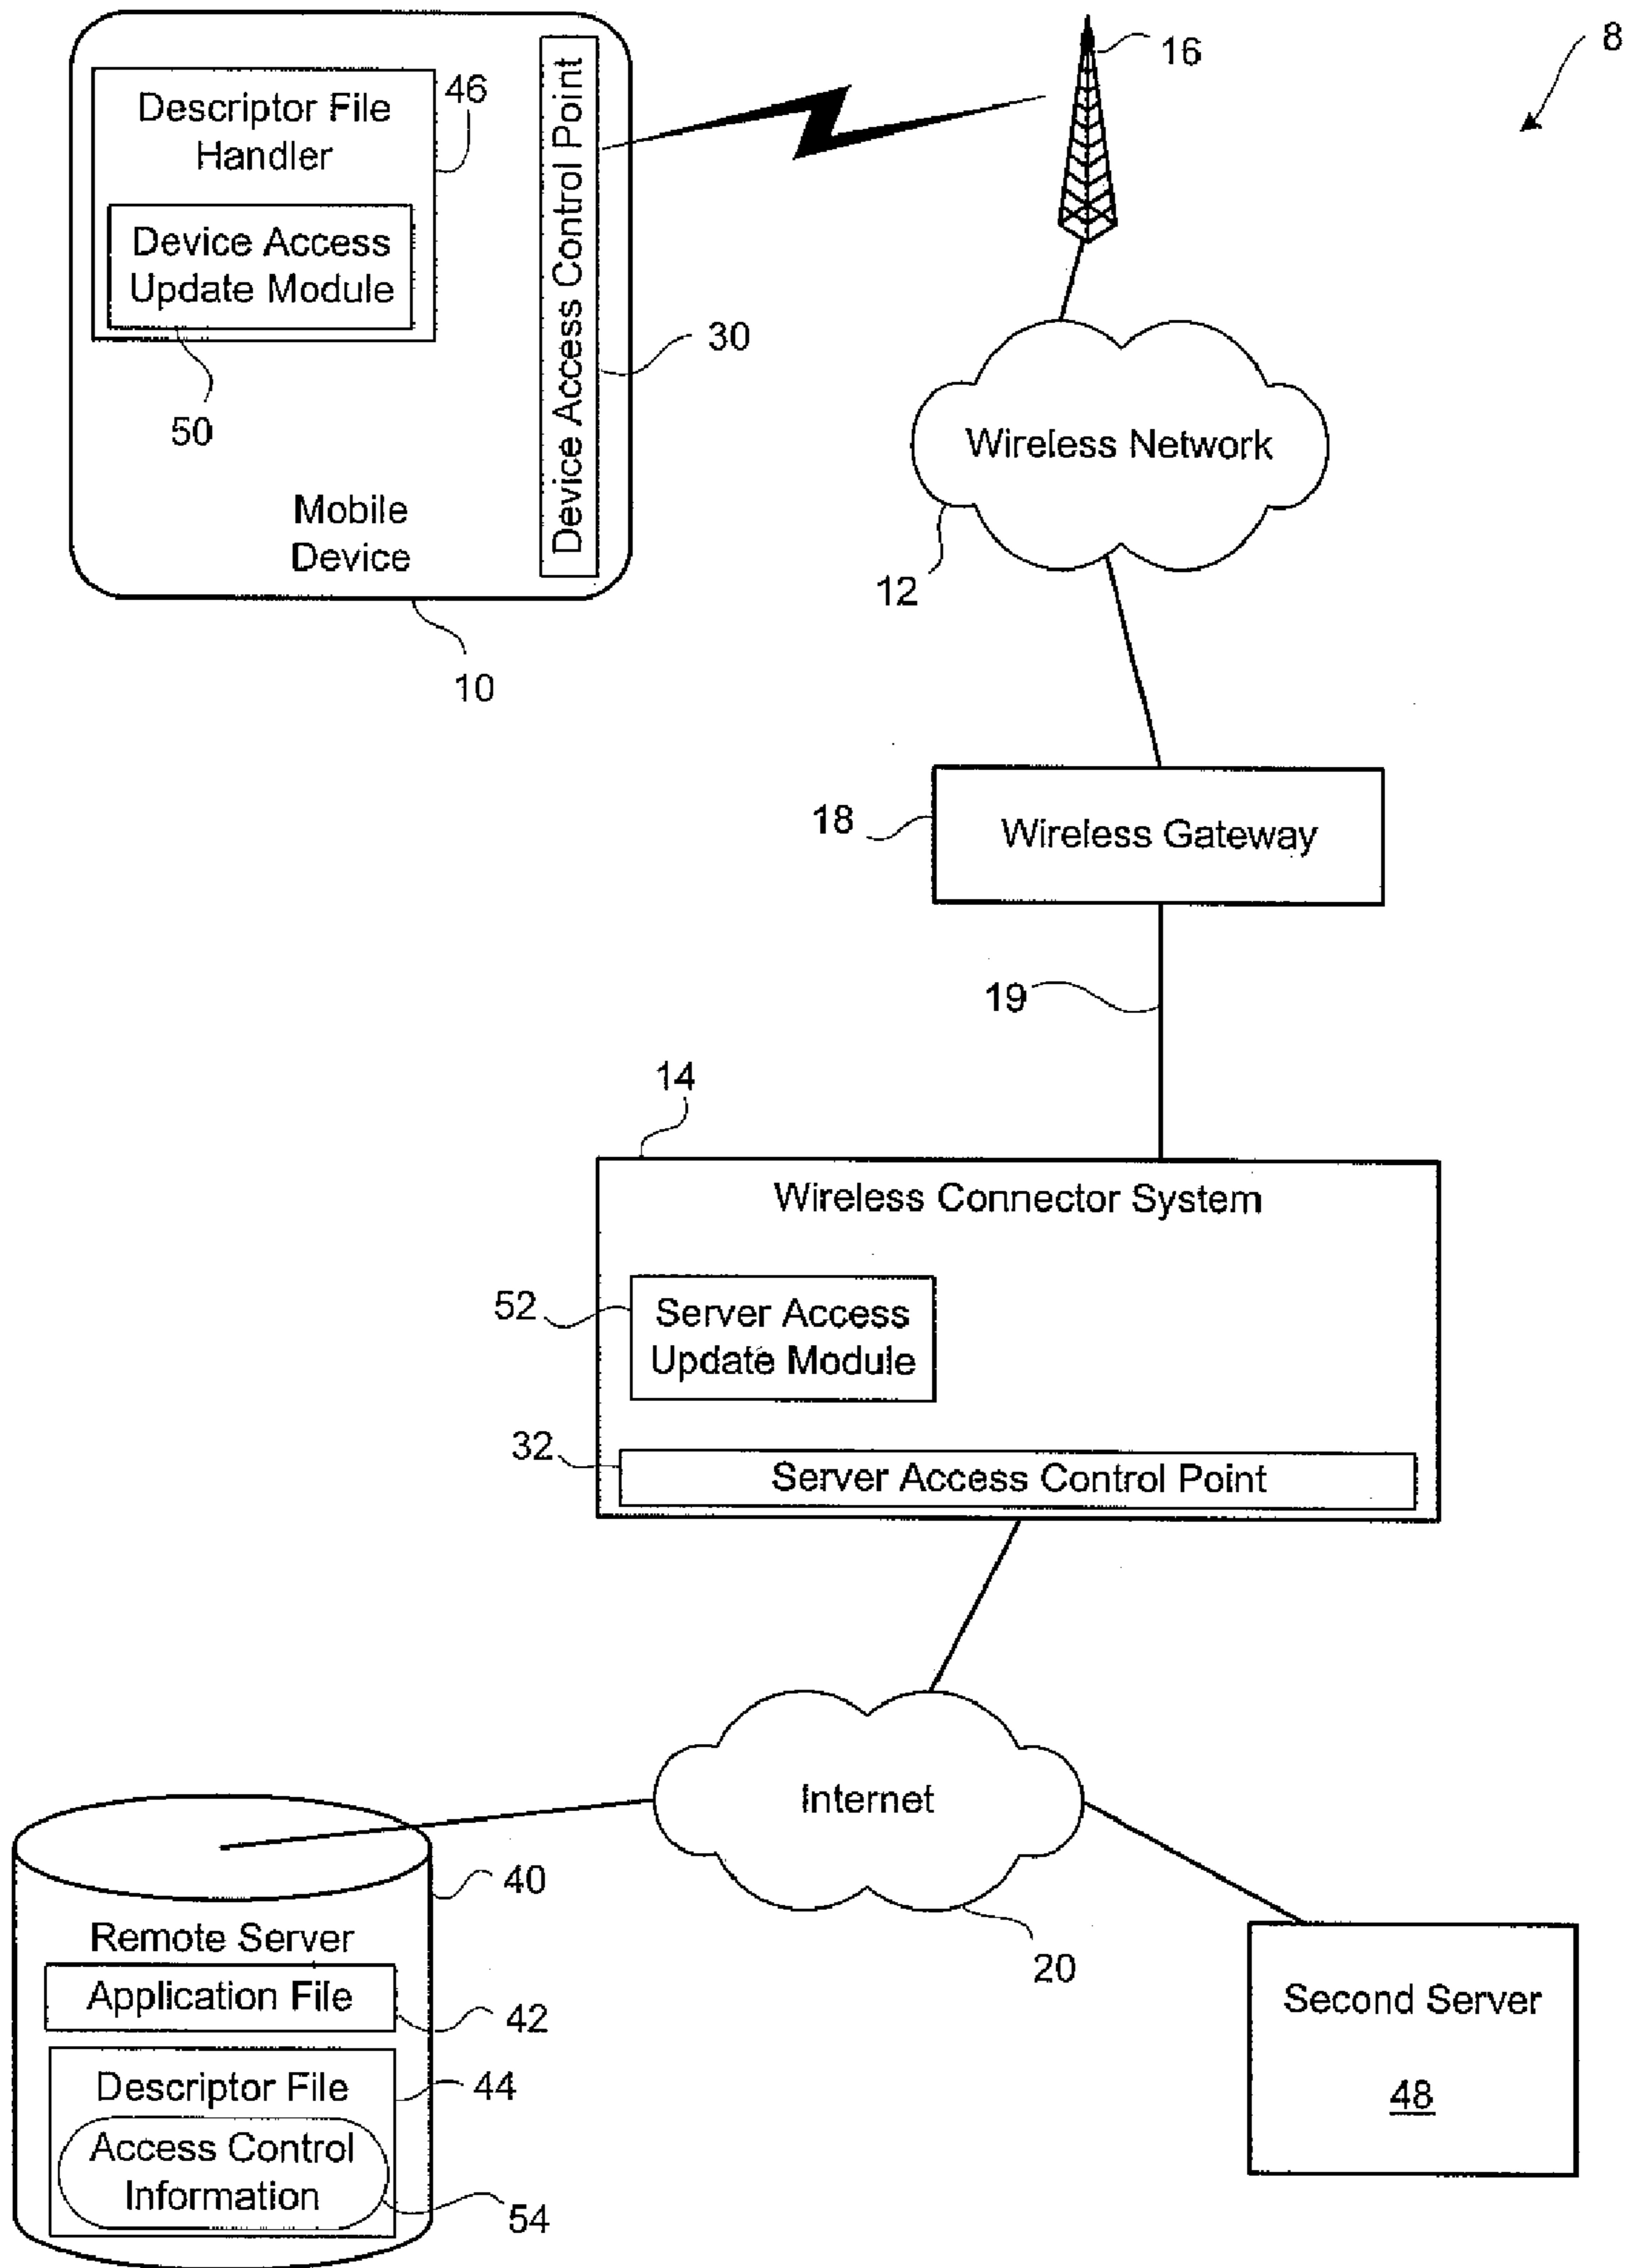 8
16
Descriptor File
Handler
46
Device Access
Update Module
50
Device Access Control Point
30
Mobile
Device
10
Wireless Network
12
18
Wireless Gateway
19
14
Wireless Connector System
52
Server Access
Update Module
32
Server Access Control Point
Internet
20
40
Remote Server
Application File
42
Descriptor File
44
Access Control
Information
54
Second Server
48